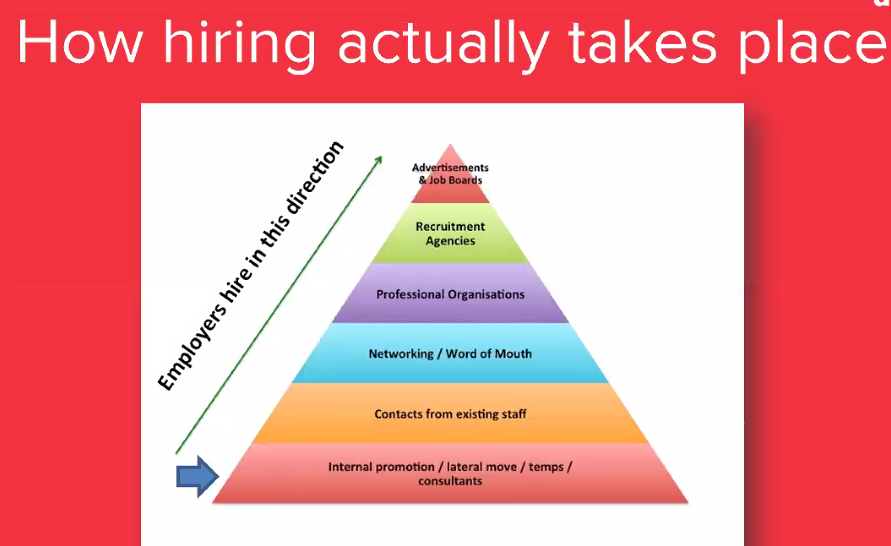 How hiring actually takes place
Employers hire in this direction
Advertisements
& Job Boards
Recruitment
Agencies
Professional Organisations
Networking / Word of Mouth
Contacts from existing staff
Internal promotion / lateral move / temps /
consultants